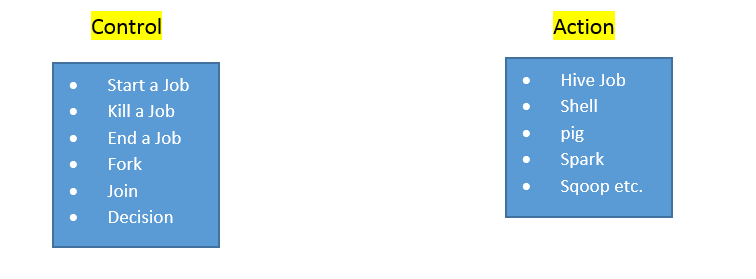 Control
• Start a Job
• Kill a Job
• End a Job
• Fork
• Join
• Decision
Action
• Hive Job
• Shell
• pig
• Spark
• Sqoop etc.